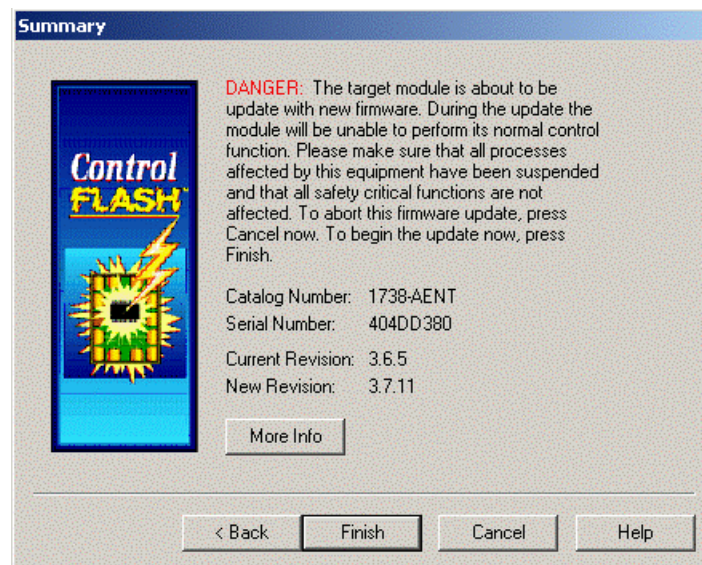 Summary
Control
FLASH
DANGER: The target module is about to be
update with new firmware. During the update the
module will be unable to perform its normal control
function. Please make sure that all processes
affected by this equipment have been suspended
and that all safety critical functions are not
affected. To abort this firmware update, press
Cancel now. To begin the update now, press
Finish.
Catalog Number: 1738-AENT
Serial Number: 404DD380
Current Revision: 3.6.5
New Revision: 3.7.11
More Info
< Back Finish Cancel Help